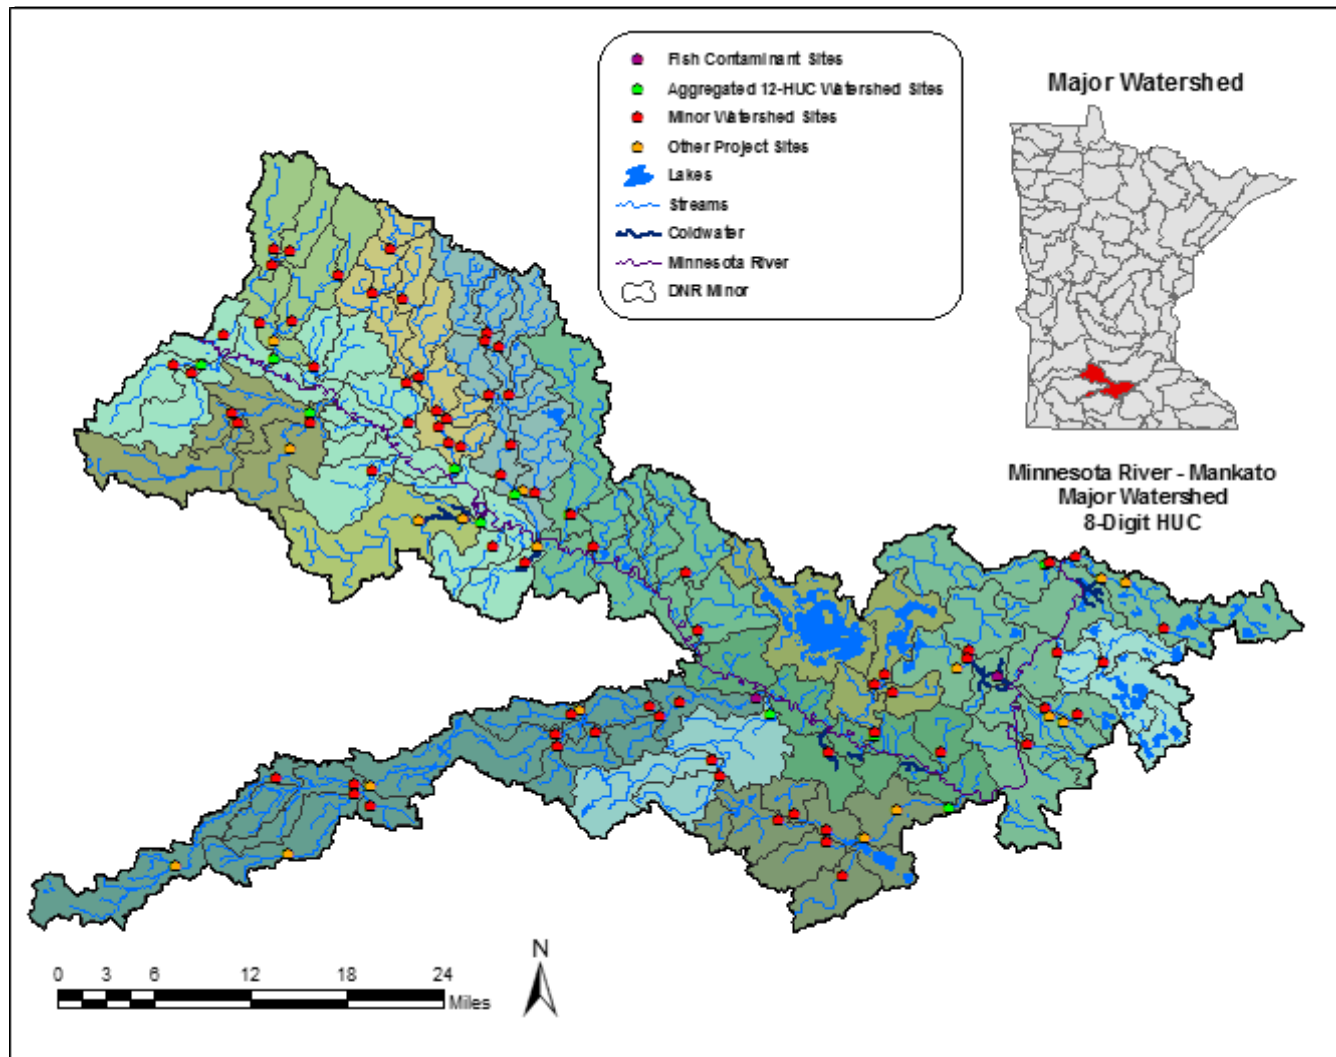 Fish Contaminant Sites
Aggregated 12-HUC Watershed Sites
Minor Watershed Sites
Other Project Sites
Lakes
Streams
Coldwater
Minnesota River
DNR Minor
Major Watershed
Minnesota River - Mankato
Major Watershed
8-Digit HUC
N
0 3 6 12 18 24
Miles